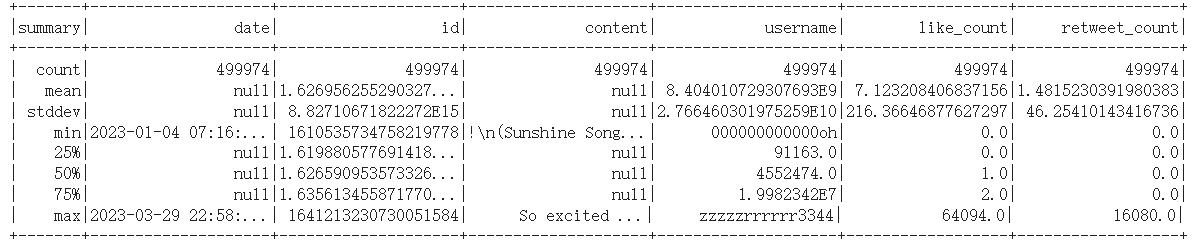 +-------+--------------------+--------------------+--------------------+--------------------+------------------+------------------+
|summary| date| id| content| username| like_count| retweet_count|
+-------+--------------------+--------------------+--------------------+--------------------+------------------+------------------+
| count| 499974| 499974| 499974| 499974| 499974| 499974|
| mean| null|1.626956255290327...| null| 8.404010729307693E9| 7.123208406837156|1.4815230391980383|
| stddev| null| 8.82710671822272E15| null|2.766460301975259E10|216.36646877627297| 46.25410143416736|
| min|2023-01-04 07:16:...| 1610535734758219778|!\n(Sunshine Song...| 000000000000oh| 0.0| 0.0|
| 25%| null|1.619880577691418...| null| 91163.0| 0.0| 0.0|
| 50%| null|1.626590953573326...| null| 4552474.0| 1.0| 0.0|
| 75%| null|1.635613455871770...| null| 1.9982342E7| 2.0| 0.0|
| max|2023-03-29 22:58:...| 1641213230730051584| So excited ...| zzzzzrrrrrr3344| 64094.0| 16080.0|
+-------+--------------------+--------------------+--------------------+--------------------+------------------+------------------+